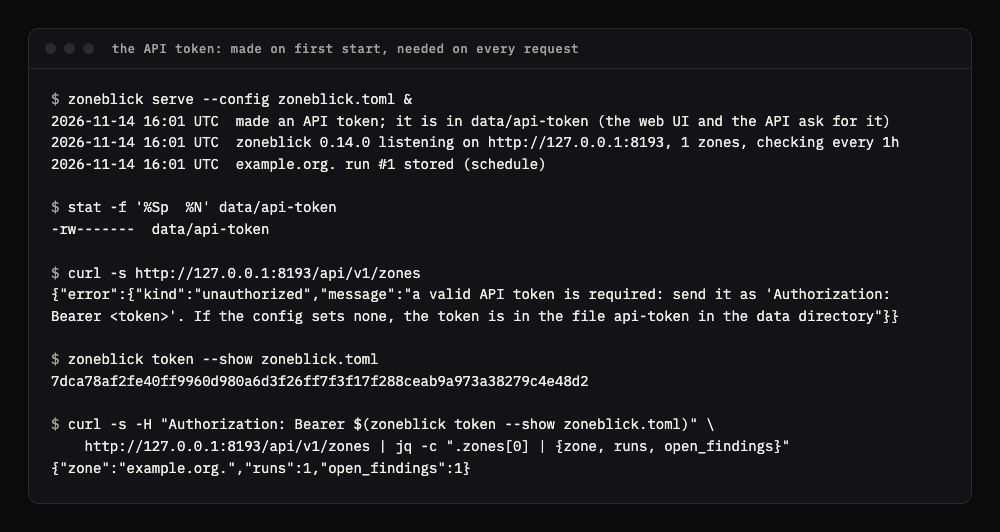 the API token: made on first start, needed on every request
$ zoneblick serve --config zoneblick.toml &
2026-11-14 16:01 UTC  made an API token; it is in data/api-token (the web UI and the API ask for it)
2026-11-14 16:01 UTC  zoneblick 0.14.0 listening on http://127.0.0.1:8193, 1 zones, checking every 1h
2026-11-14 16:01 UTC  example.org. run #1 stored (schedule)
$ stat -f '%Sp  %N' data/api-token
-rw-------  data/api-token
$ curl -s http://127.0.0.1:8193/api/v1/zones
{"error":{"kind":"unauthorized","message":"a valid API token is required: send it as 'Authorization:
Bearer <token>'. If the config sets none, the token is in the file api-token in the data directory"}}
$ zoneblick token --show zoneblick.toml
7dca78af2fe40ff9960d980a6d3f26ff7f3f17f288ceab9a973a38279c4e48d2
$ curl -s -H "Authorization: Bearer $(zoneblick token --show zoneblick.toml)" \
    http://127.0.0.1:8193/api/v1/zones | jq -c ".zones[0] | {zone, runs, open_findings}"
{"zone":"example.org.","runs":1,"open_findings":1}